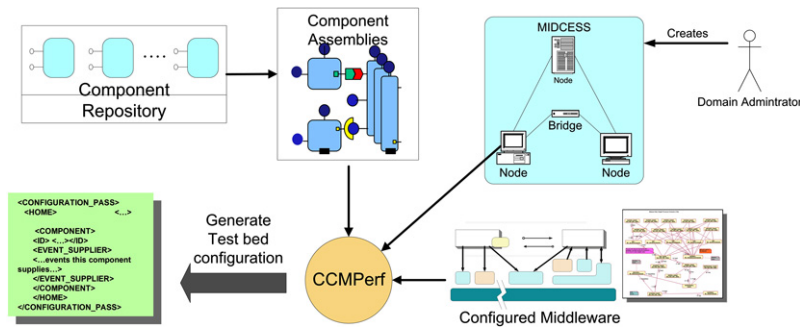 Component
Repository
Component
Assemblies
MIDCESS
Node
Bridge
Node
Node
Creates
Domain Admintrator
<CONFIGURATION_PASS>
<HOME> <...>
<COMPONENT>
<ID> <...></ID>
<EVENT_SUPPLIER>
<...events this component
supplies...>
</EVENT_SUPPLIER>
</COMPONENT>
</HOME>
</CONFIGURATION_PASS>
Generate
Test bed
configuration
CCMPerf
Configured Middleware